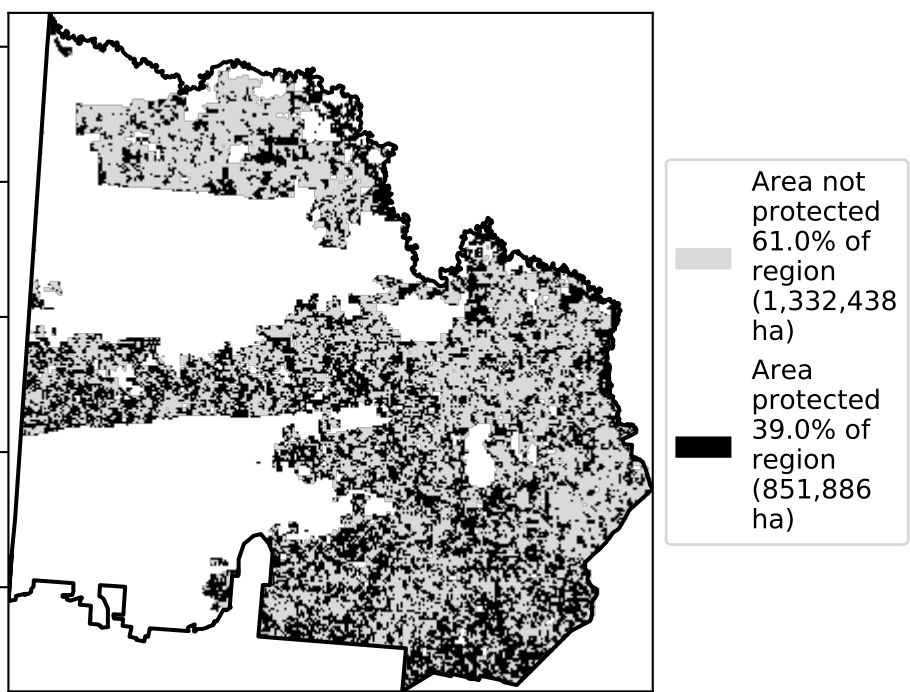 Area not
protected
61.0% of
region
(1,332,438
ha)
Area
protected
39.0% of
region
(851,886
ha)